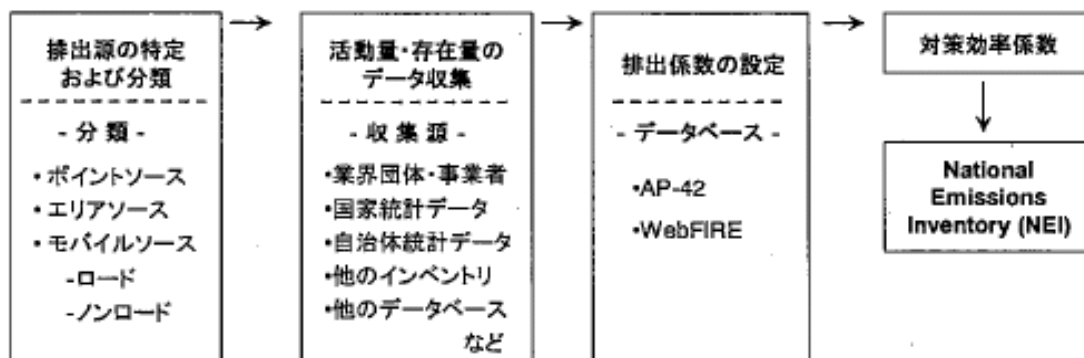 排出源の特定
および分類
- 分 類 -
・ポイントソース
・エリアソース
・モバイルソース
-ロード
-ノンロード
活動量・存在量の
データ収集
- 収 集 源 -
・業界団体・事業者
・国家統計データ
・自治体統計データ
・他のインベントリ
・他のデータベース
など
排出係数の設定
- データベース -
・AP-42
・WebFIRE
対策効率係数
National
Emissions
Inventory (NEI)